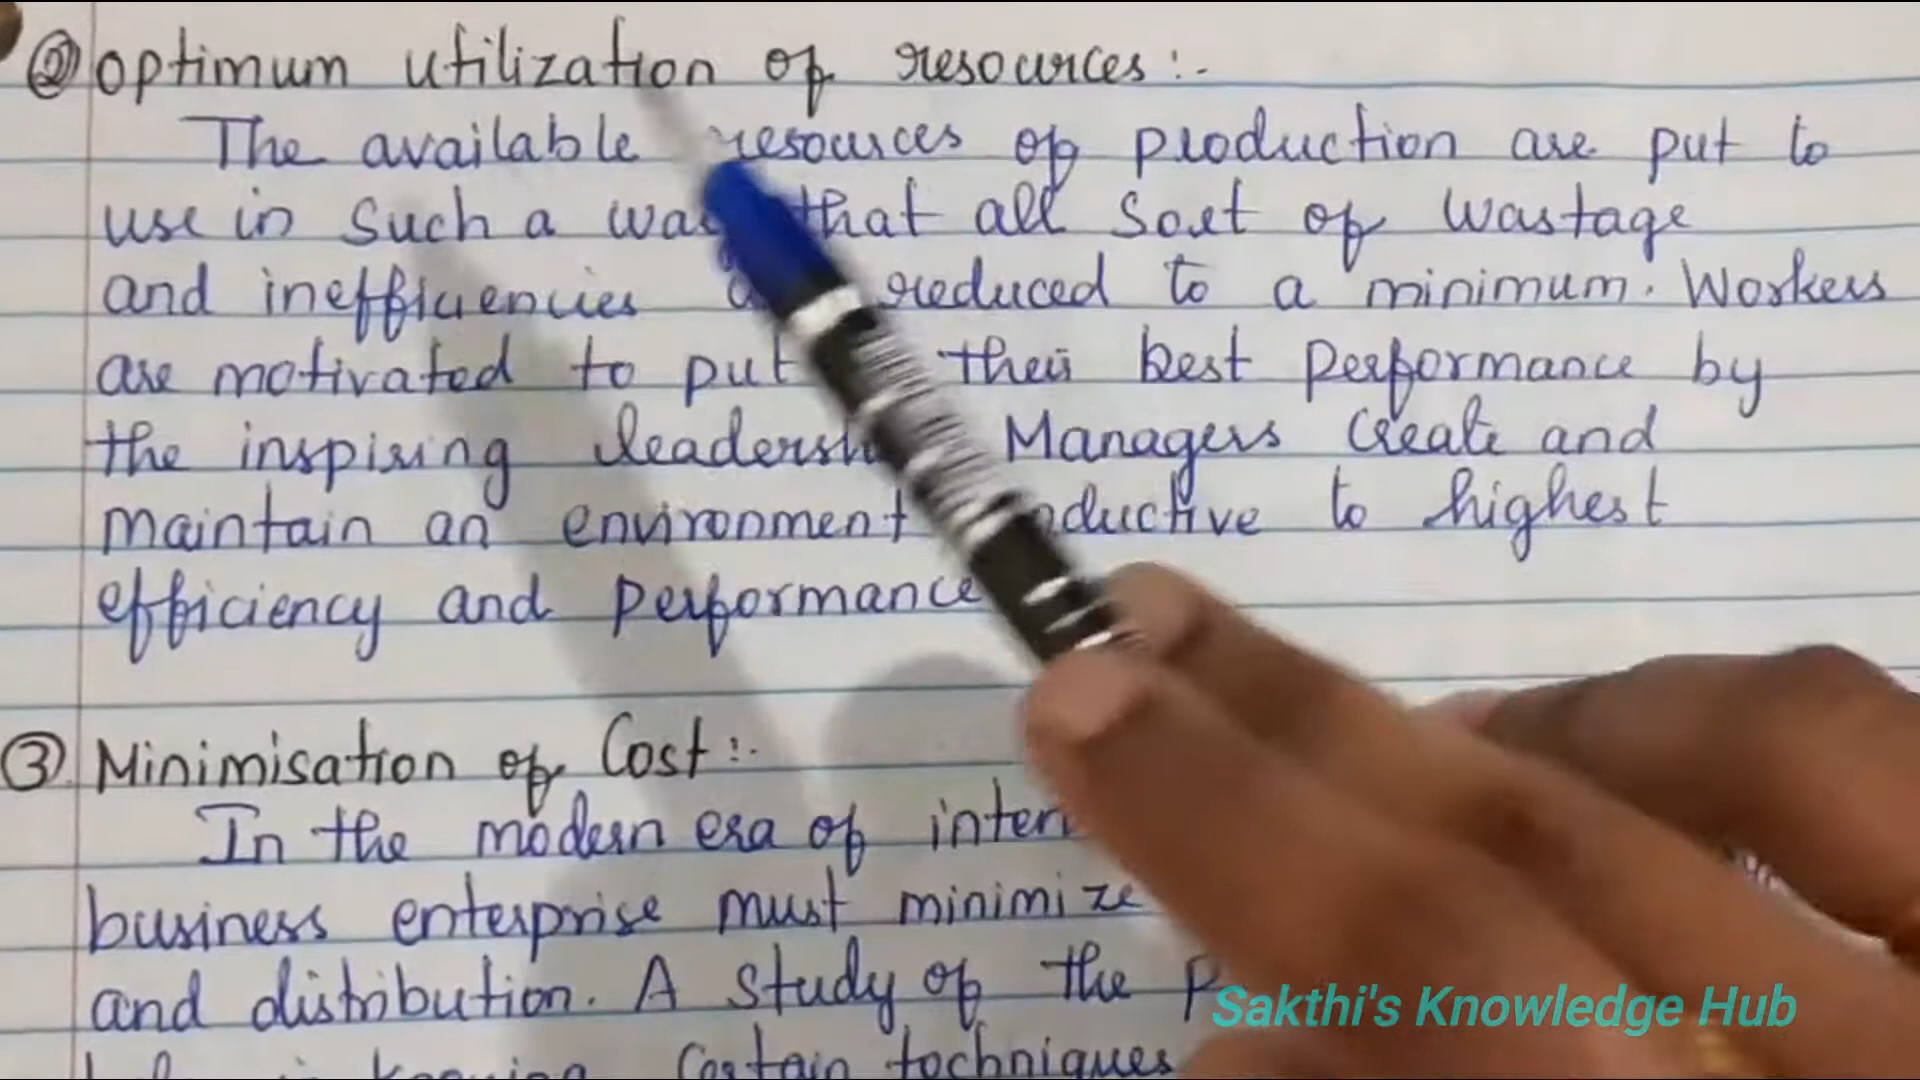 ② Optimum utilization of resources:-
The available resources of production are put to
use in such a way that all sort of wastage
and inefficiencies reduced to a minimum. Workers
are motivated to put their best performance by
the inspiring Managers create and
maintain an environment to highest
efficiency and performance
③ Minimisation of Cost:-
In the modern era of
business enterprise must minimize
and distribution. A study of the
Certain techniques
Sakthi's Knowledge Hub